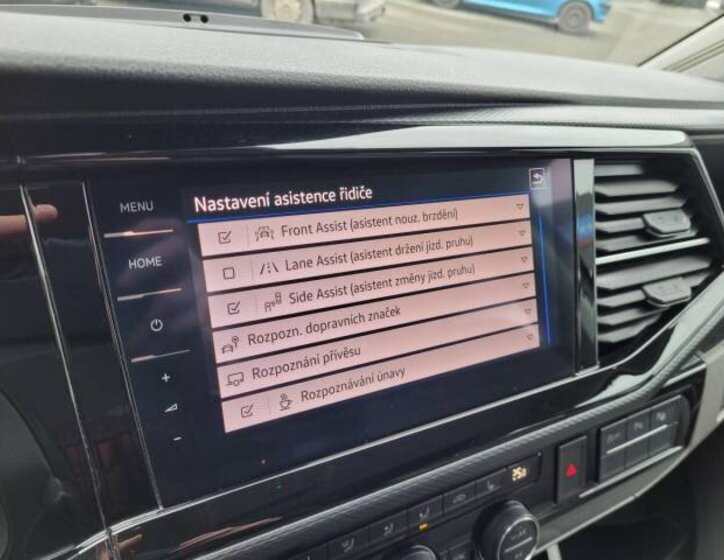 Nastavení asistence řidiče
MENU
Front Assist (asistent nouz. brzdění)
HOME
Lane Assist (asistent držení jízd. pruhu)
Side Assist (asistent změny jízd. pruhu)
Rozpozn. dopravních značek
Rozpoznání přívěsu
+
Rozpoznávání únavy
-